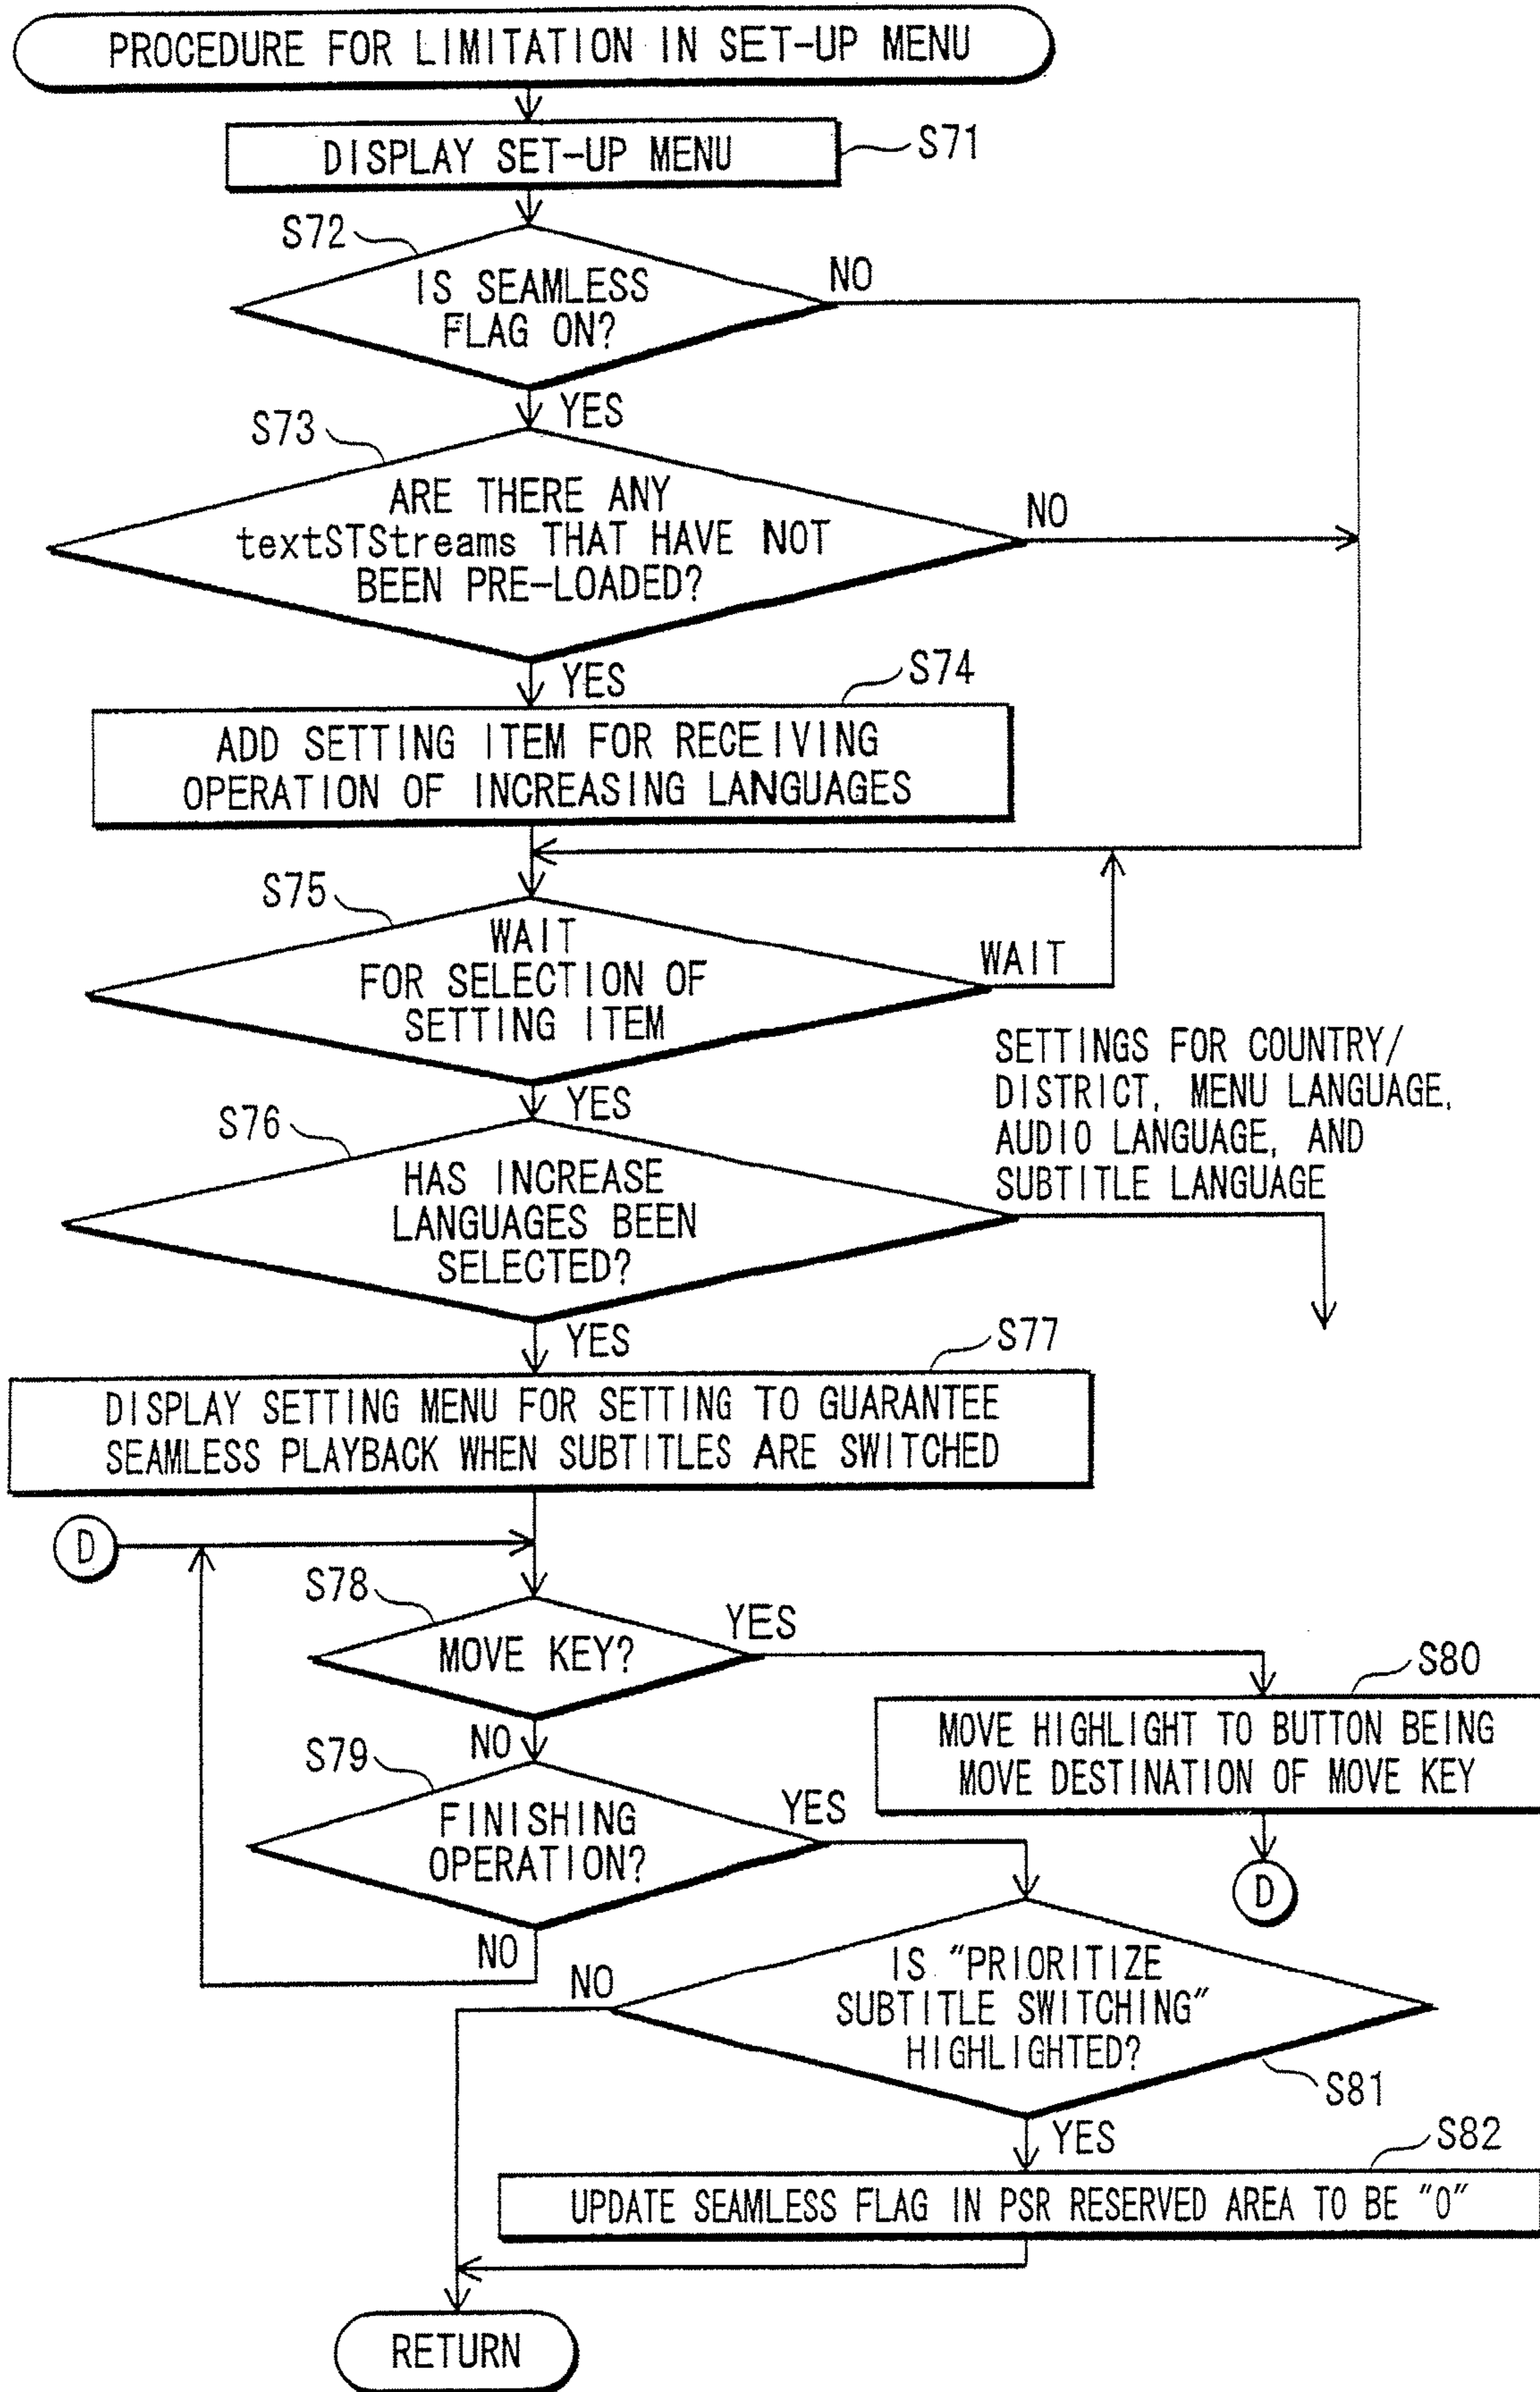 PROCEDURE FOR LIMITATION IN SET-UP MENU
DISPLAY SET-UP MENU
S71
S72
IS SEAMLESS
FLAG ON?
NO
YES
S73
ARE THERE ANY
textSTStreams THAT HAVE NOT
BEEN PRE-LOADED?
NO
YES
S74
ADD SETTING ITEM FOR RECEIVING
OPERATION OF INCREASING LANGUAGES
S75
WAIT
FOR SELECTION OF
SETTING ITEM
WAIT
YES
SETTINGS FOR COUNTRY/
DISTRICT, MENU LANGUAGE,
AUDIO LANGUAGE, AND
SUBTITLE LANGUAGE
S76
HAS INCREASE
LANGUAGES BEEN
SELECTED?
YES
S77
DISPLAY SETTING MENU FOR SETTING TO GUARANTEE
SEAMLESS PLAYBACK WHEN SUBTITLES ARE SWITCHED
D
S78
MOVE KEY?
YES
NO
S80
MOVE HIGHLIGHT TO BUTTON BEING
MOVE DESTINATION OF MOVE KEY
D
S79
FINISHING
OPERATION?
YES
NO
IS "PRIORITIZE
SUBTITLE SWITCHING"
HIGHLIGHTED?
NO
S81
YES
S82
UPDATE SEAMLESS FLAG IN PSR RESERVED AREA TO BE "0"
RETURN